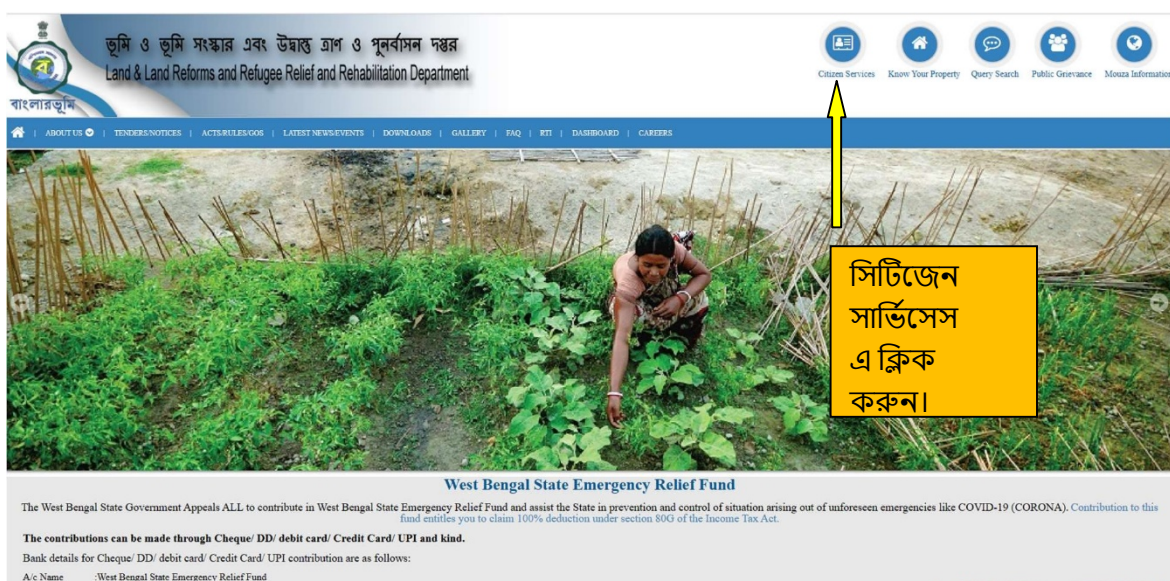 ভূমি ও ভূমি সংস্কার এবং উদ্বাস্তু ত্রাণ ও পুনর্বাসন দপ্তর
Land & Land Reforms and Refugee Relief and Rehabilitation Department
বাংলারভূমি
Citizen Services
Know Your Property
Query Search
Public Grievance
Mouza Information
| ABOUT US | TENDERS/NOTICES | ACTS/RULES/GOS | LATEST NEWS/EVENTS | DOWNLOADS | GALLERY | FAQ | RTI | DASHBOARD | CAREERS
সিটিজেন
সার্ভিসেস
এ ক্লিক
করুন।
West Bengal State Emergency Relief Fund
The West Bengal State Government Appeals ALL to contribute in West Bengal State Emergency Relief Fund and assist the State in prevention and control of situation arising out of unforeseen emergencies like COVID-19 (CORONA). Contribution to this
fund entitles you to claim 100% deduction under section 80G of the Income Tax Act.
The contributions can be made through Cheque/ DD/ debit card/ Credit Card/ UPI and kind.
Bank details for Cheque/ DD/ debit card/ Credit Card/ UPI contribution are as follows:
A/c Name :West Bengal State Emergency Relief Fund